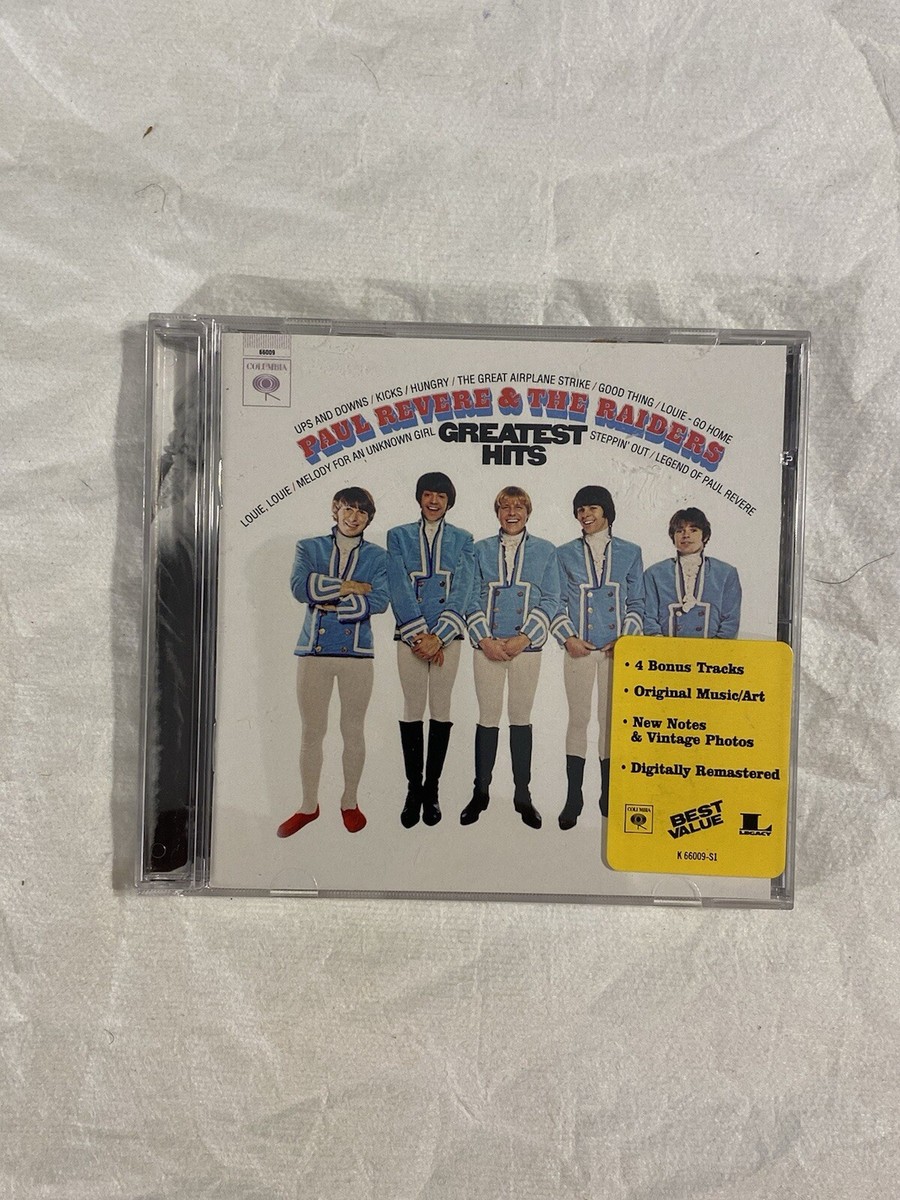 66009
COLUMBIA
UPS AND DOWNS / KICKS / HUNGRY / THE GREAT AIRPLANE STRIKE / GOOD THING / LOUIE - GO HOME
PAUL REVERE & THE RAIDERS
GREATEST
HITS
LOUIE, LOUIE / MELODY FOR AN UNKNOWN GIRL
STEPPIN' OUT / LEGEND OF PAUL REVERE
• 4 Bonus Tracks
• Original Music/Art
• New Notes
& Vintage Photos
• Digitally Remastered
COLUMBIA
BEST
VALUE
L
LEGACY
K 66009-S1